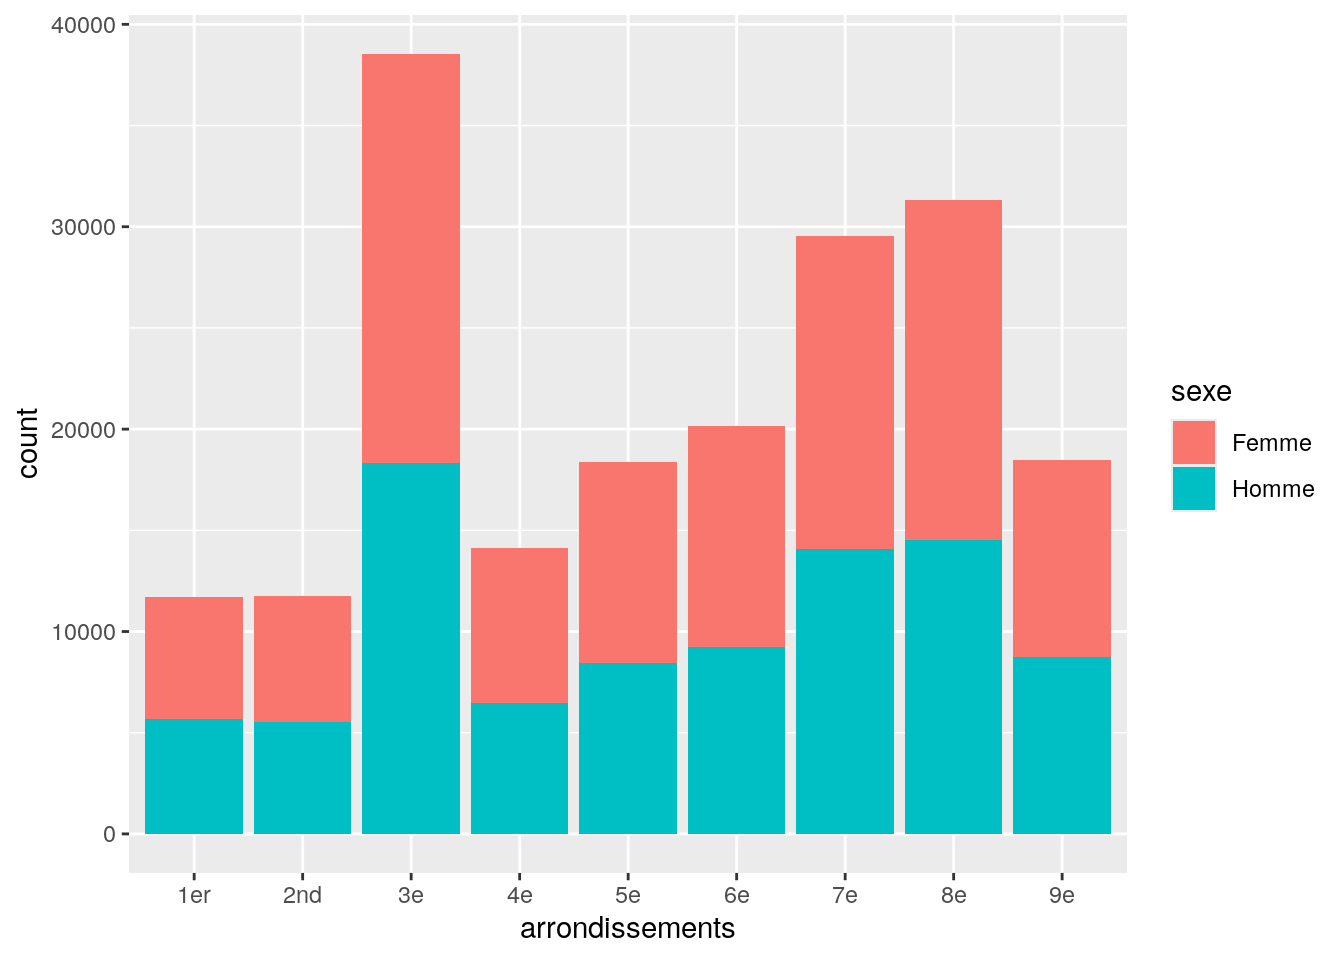 40000
30000
20000
10000
0
count
1er 2nd 3e 4e 5e 6e 7e 8e 9e
arrondissements
sexe
Femme
Homme